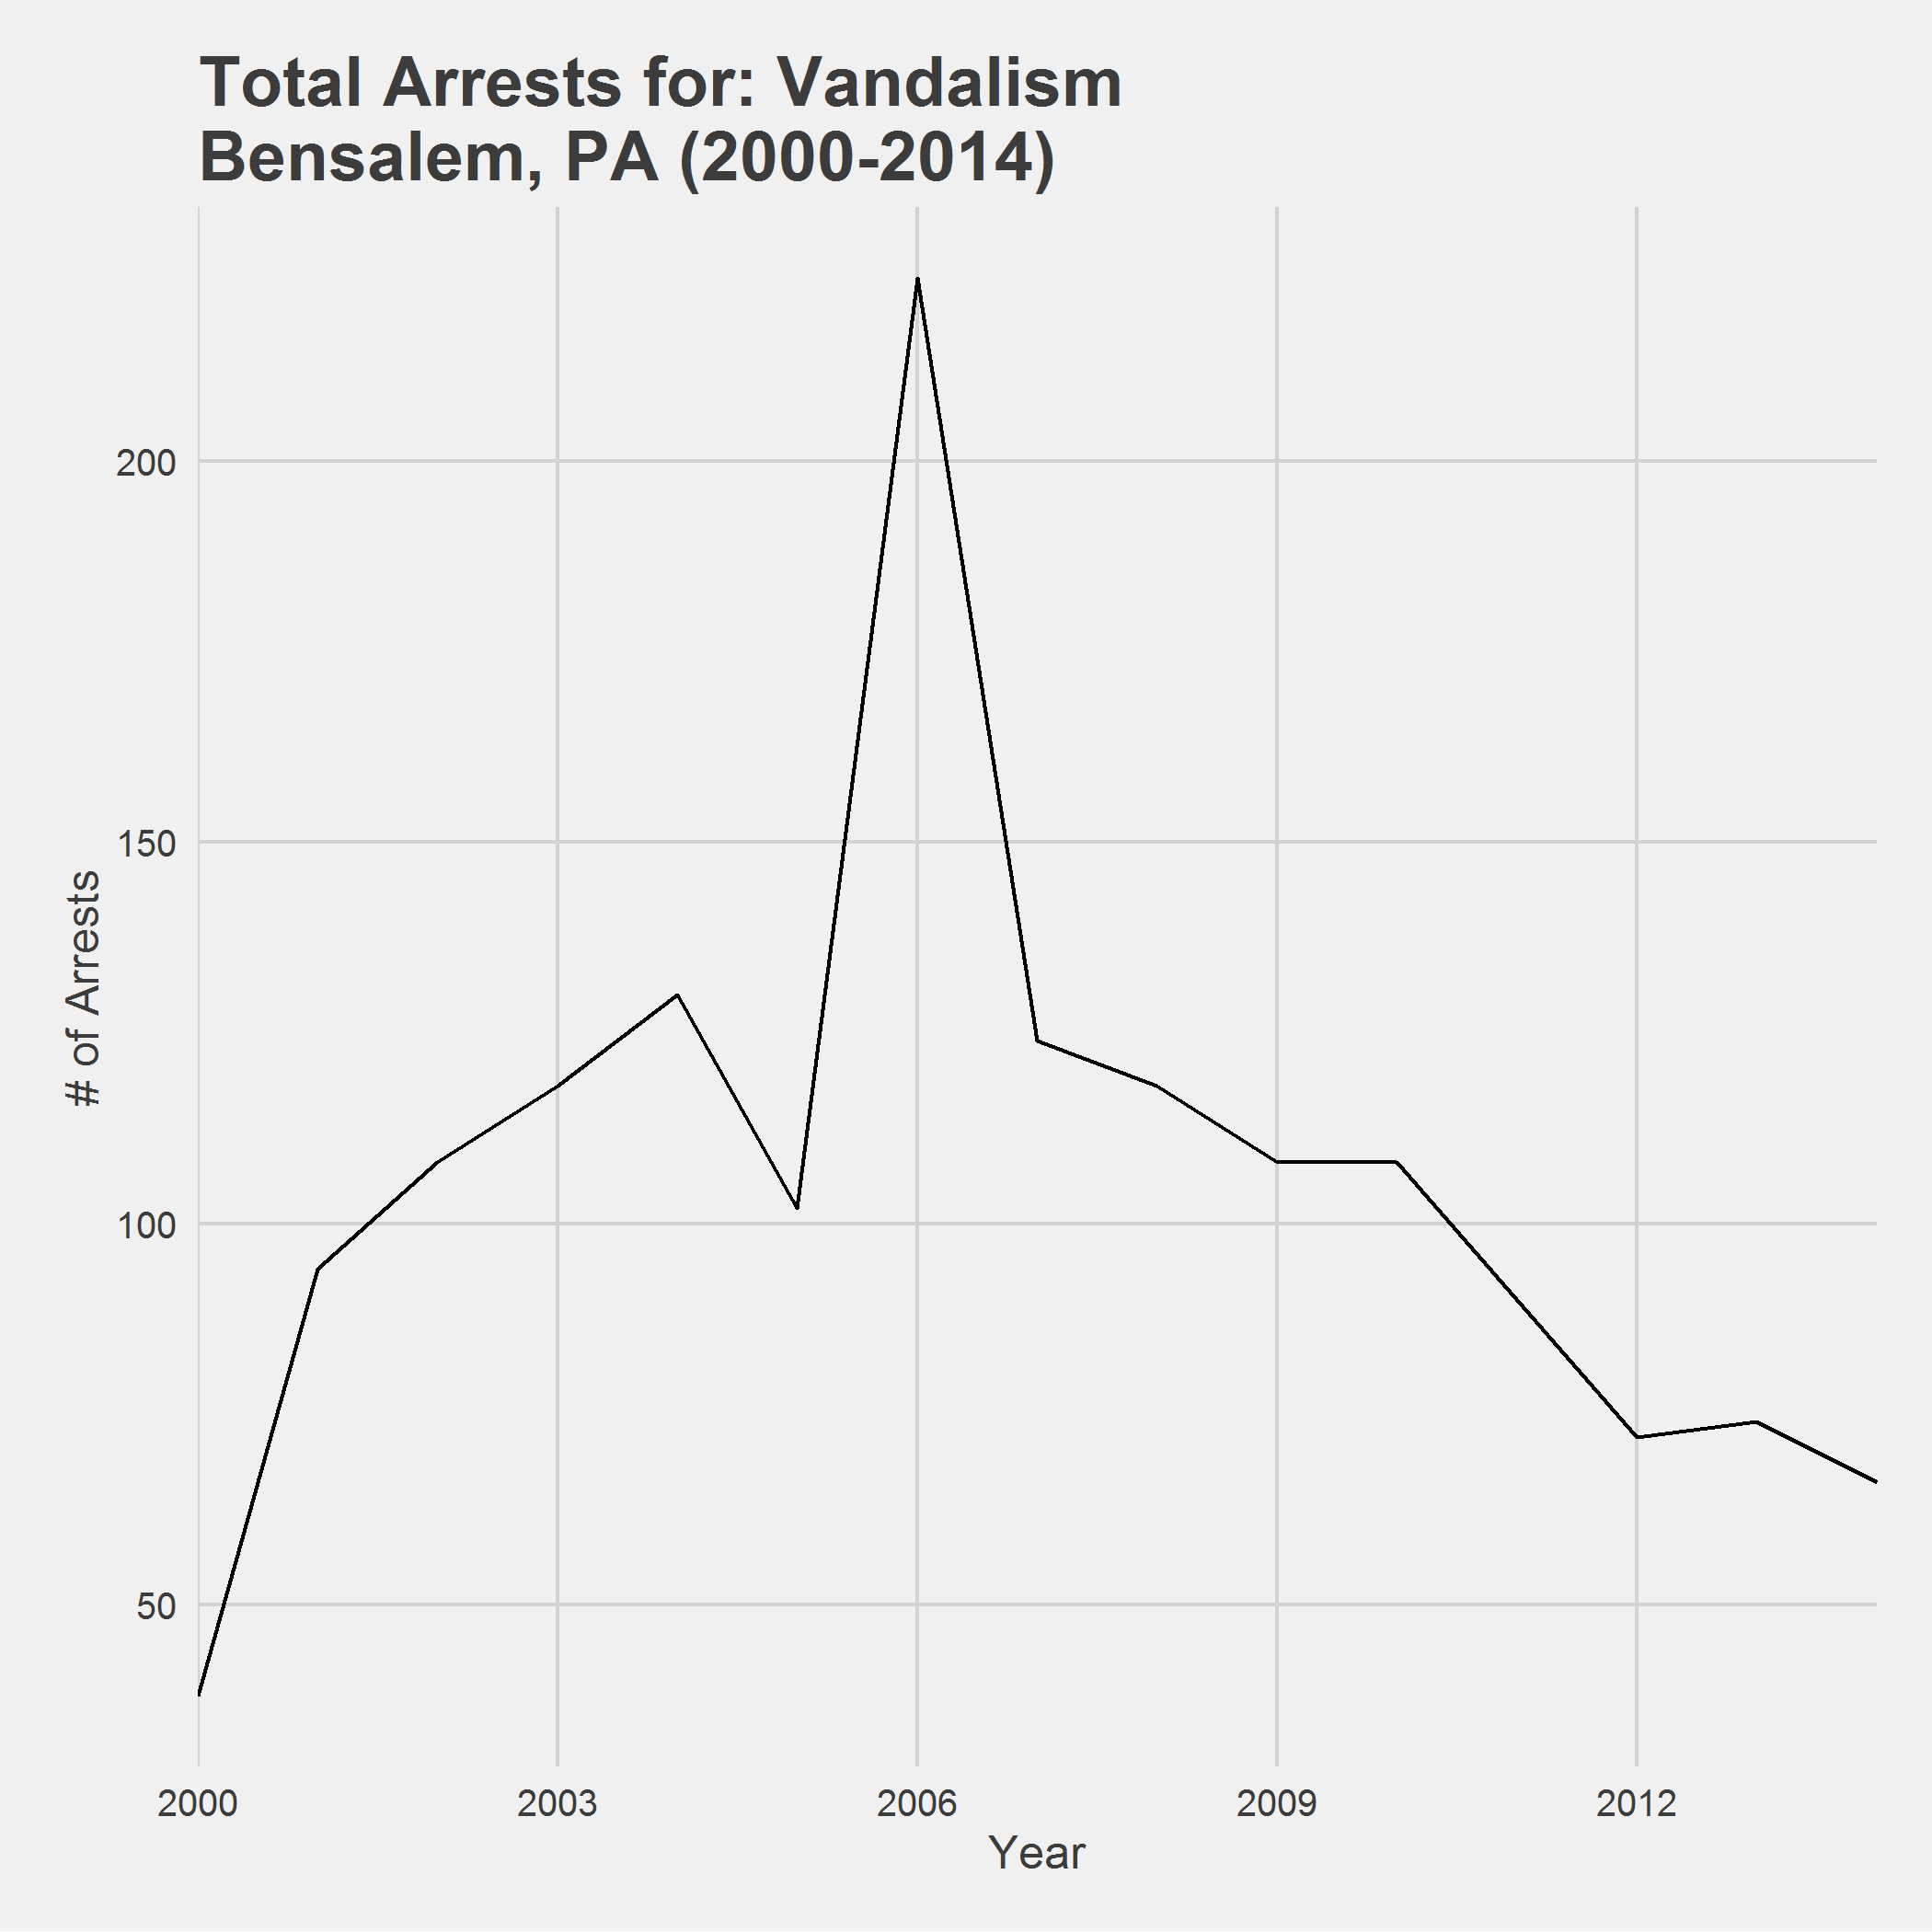 Total Arrests for: Vandalism
Bensalem, PA (2000-2014)
200
150
100
50
# of Arrests
2000 2003 2006 2009 2012
Year